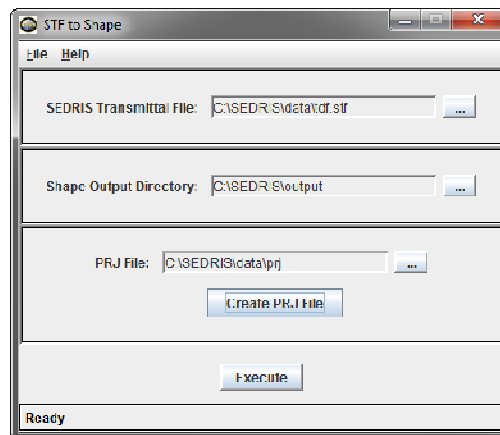 STF to Shape
File Help
SEDRIS Transmittal File: C:\SEDRIS\data\tdf.stf ...
Shape Output Directory: C:\SEDRIS\output ...
PRJ File: C:\SEDRIS\data\prj ...
Create PRJ File
Execute
Ready